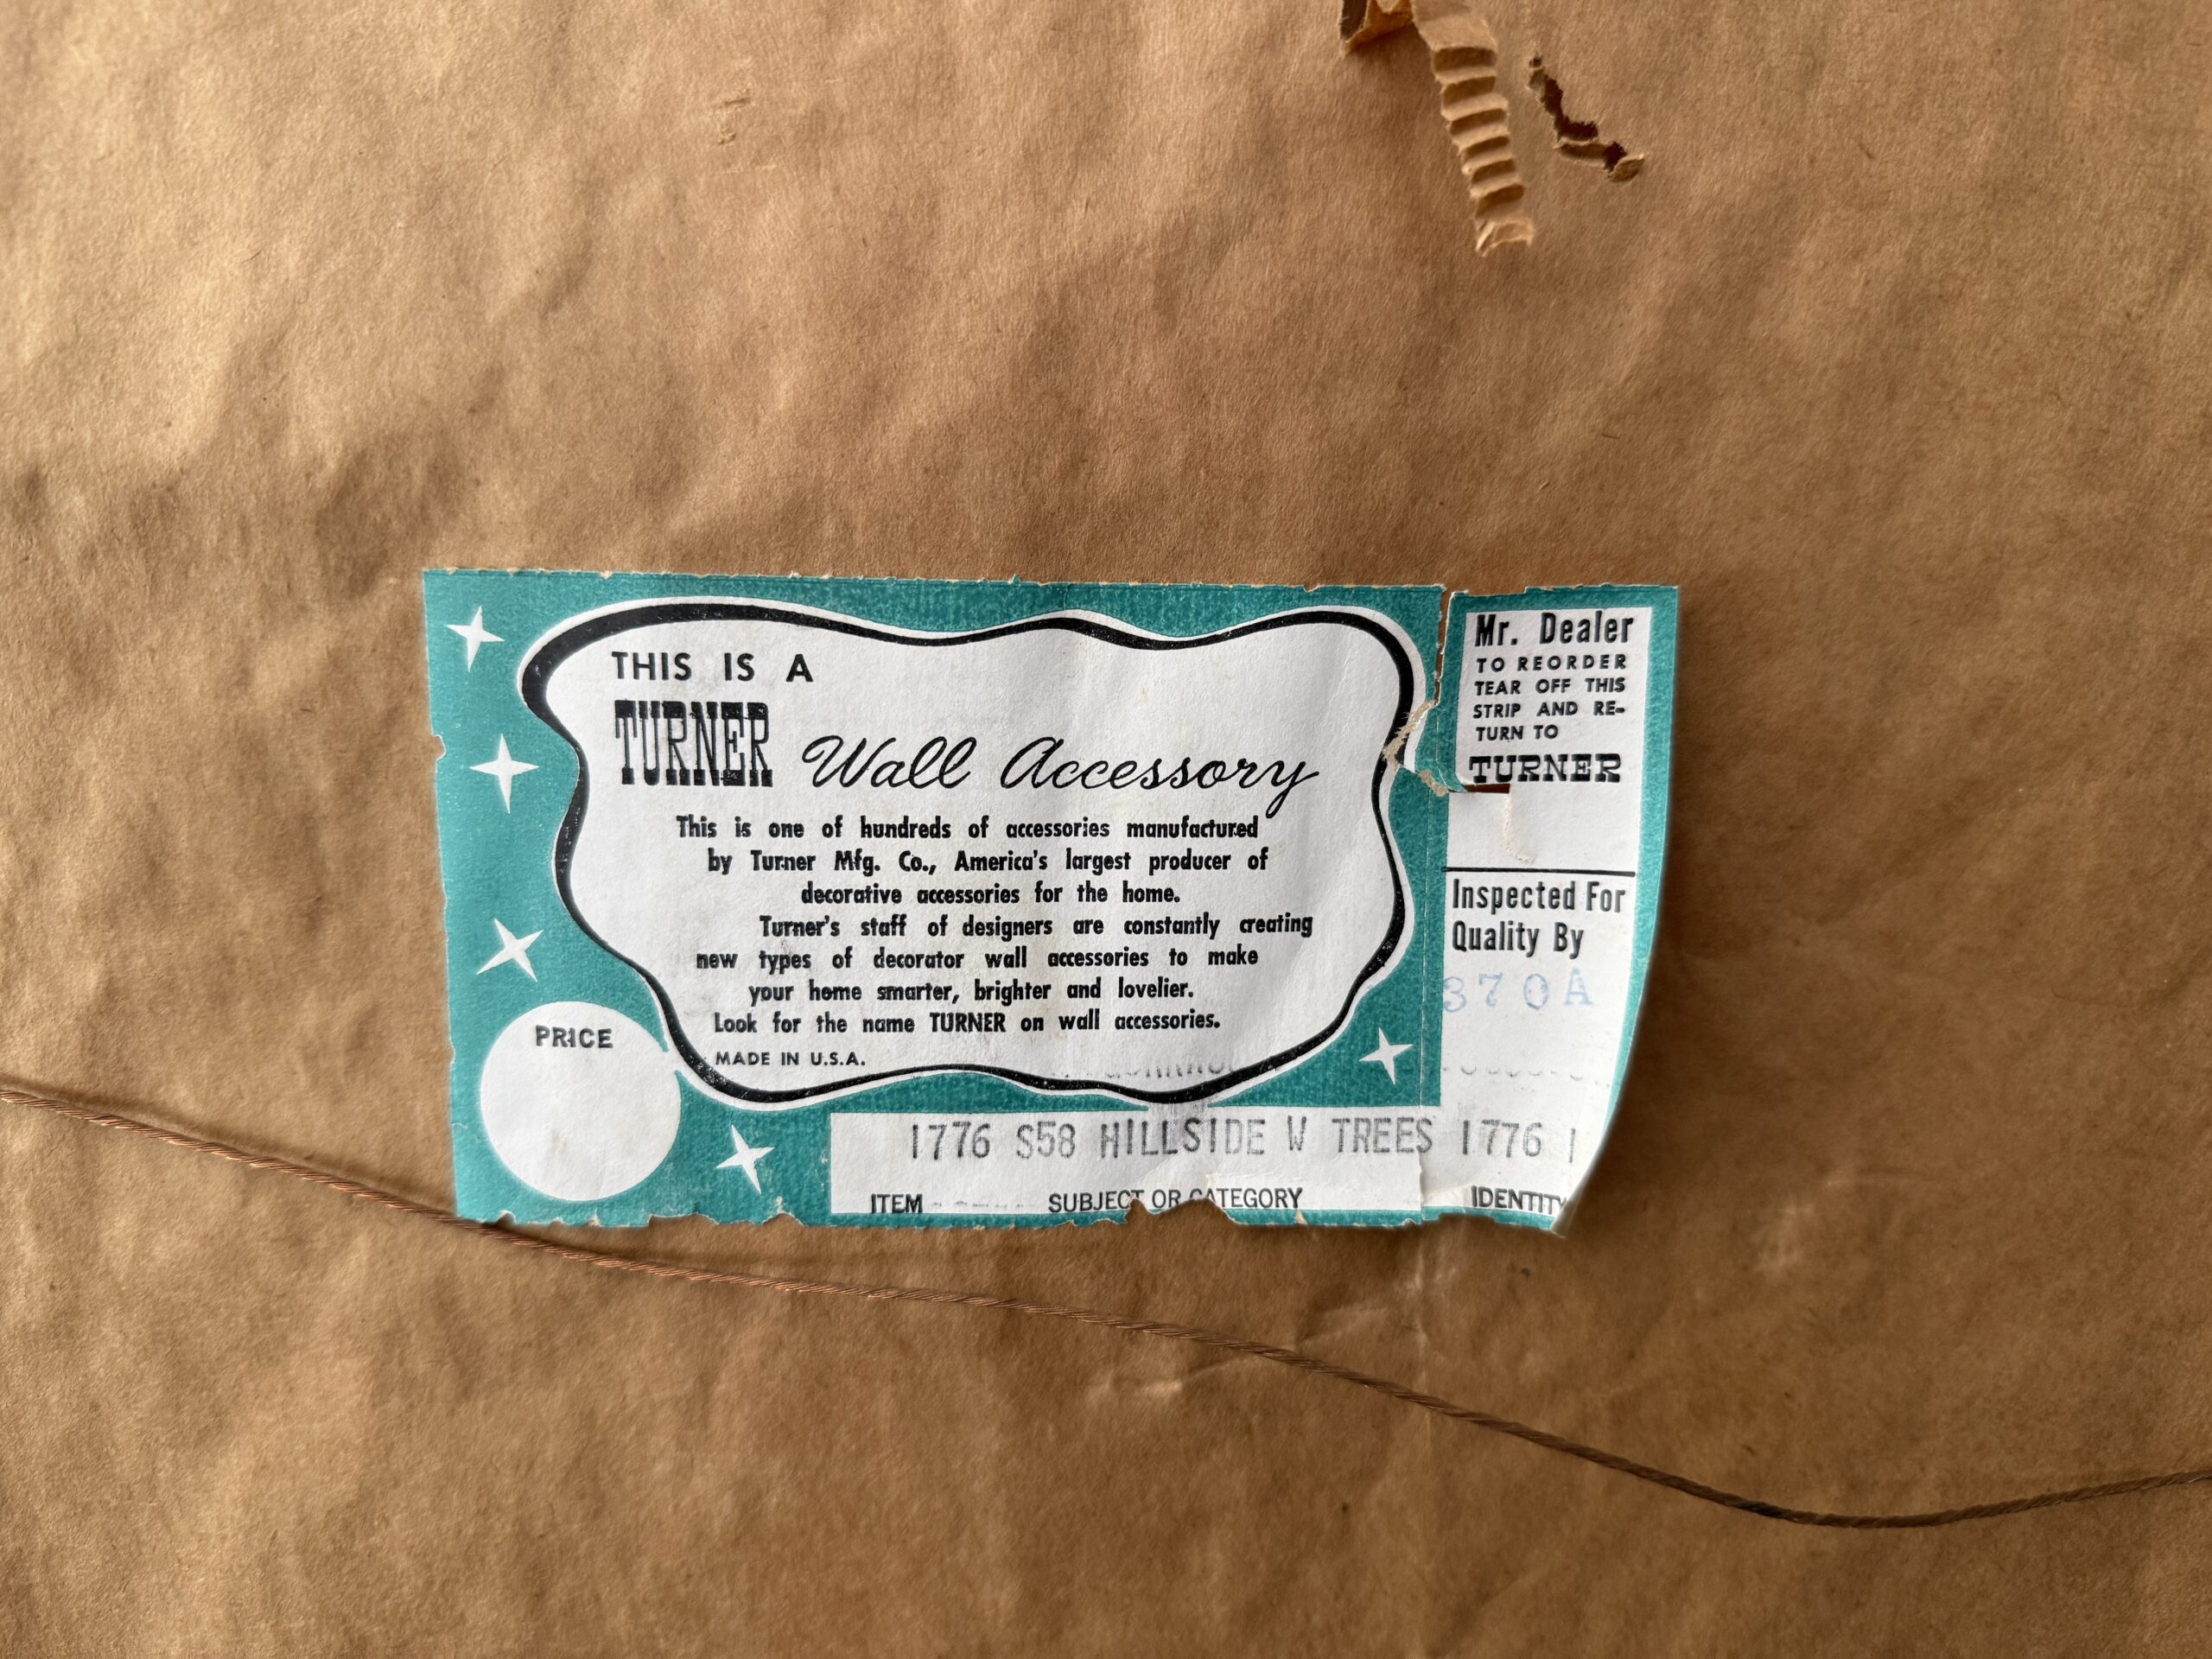 THIS IS A
TURNER Wall Accessory
This is one of hundreds of accessories manufactured
by Turner Mfg. Co., America's largest producer of
decorative accessories for the home.
Turner's staff of designers are constantly creating
new types of decorator wall accessories to make
your home smarter, brighter and lovelier.
Look for the name TURNER on wall accessories.
MADE IN U.S.A.
PRICE
1776 S58 HILLSIDE W TREES 1776
ITEM SUBJECT OR CATEGORY IDENTITY
Mr. Dealer
TO REORDER
TEAR OFF THIS
STRIP AND RE-
TURN TO
TURNER
Inspected For
Quality By
370A